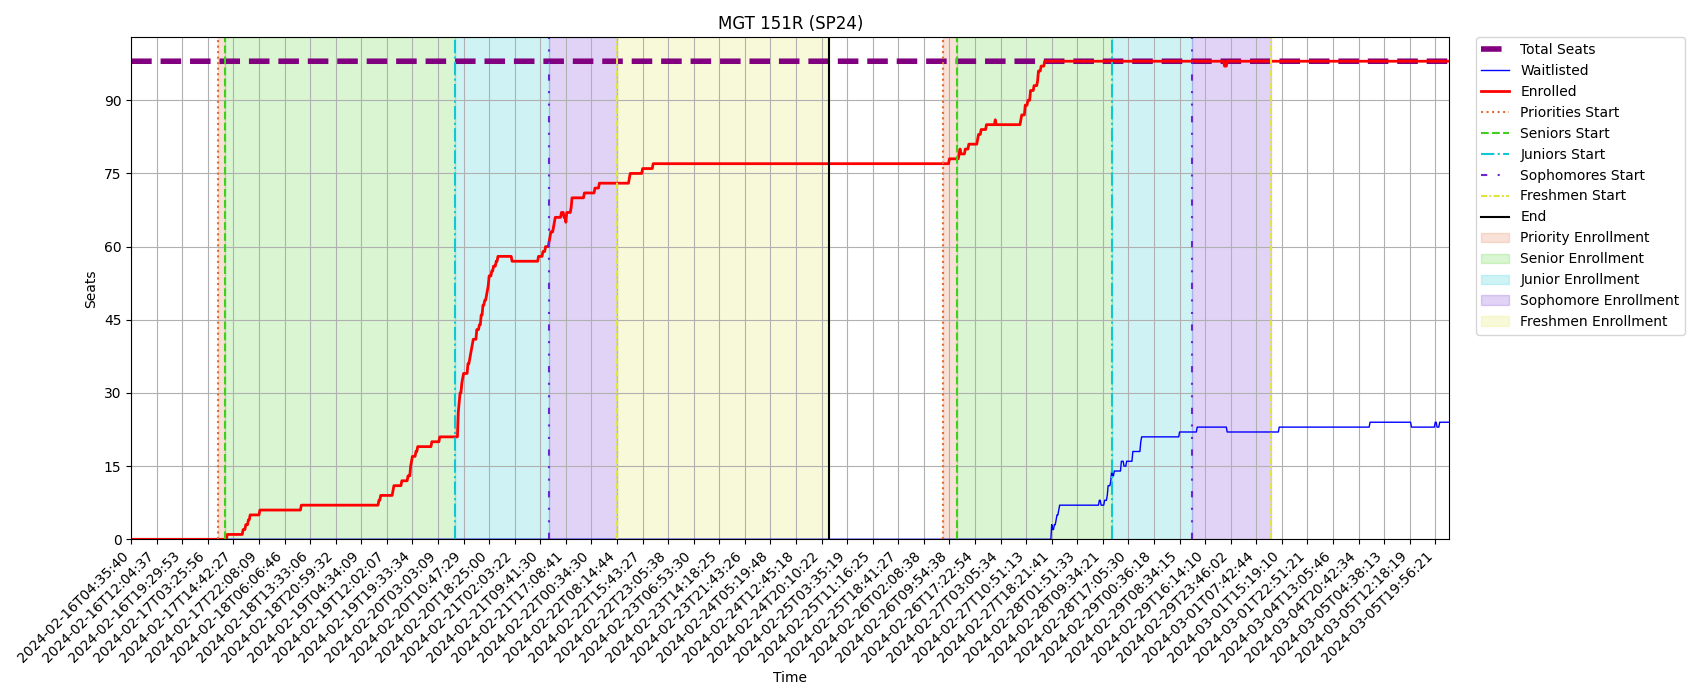 MGT 151R (SP24)
Seats
90
75
60
45
30
15
0
2024-02-16T04:35:40
2024-02-16T12:04:37
2024-02-16T19:29:53
2024-02-17T03:25:56
2024-02-17T14:42:27
2024-02-17T22:08:09
2024-02-18T06:06:46
2024-02-18T13:33:06
2024-02-18T20:59:32
2024-02-19T04:34:09
2024-02-19T12:02:07
2024-02-19T19:33:34
2024-02-20T03:03:09
2024-02-20T10:47:29
2024-02-20T18:25:00
2024-02-21T02:03:22
2024-02-21T09:41:30
2024-02-21T17:08:41
2024-02-22T00:34:30
2024-02-22T08:14:44
2024-02-22T15:43:27
2024-02-22T23:05:38
2024-02-23T06:53:30
2024-02-23T14:18:25
2024-02-23T21:43:26
2024-02-24T05:19:48
2024-02-24T12:45:18
2024-02-24T20:10:22
2024-02-25T03:35:19
2024-02-25T11:16:25
2024-02-25T18:41:27
2024-02-26T02:08:38
2024-02-26T09:54:38
2024-02-26T17:22:54
2024-02-27T03:05:34
2024-02-27T10:51:13
2024-02-27T18:21:41
2024-02-28T01:51:33
2024-02-28T09:34:21
2024-02-28T17:05:30
2024-02-29T00:36:18
2024-02-29T08:34:15
2024-02-29T16:14:10
2024-02-29T23:46:02
2024-03-01T07:42:44
2024-03-01T15:19:10
2024-03-01T22:51:21
2024-03-04T13:05:46
2024-03-04T20:42:34
2024-03-05T04:38:13
2024-03-05T12:18:19
2024-03-05T19:56:21
Time
Total Seats
Waitlisted
Enrolled
Priorities Start
Seniors Start
Juniors Start
Sophomores Start
Freshmen Start
End
Priority Enrollment
Senior Enrollment
Junior Enrollment
Sophomore Enrollment
Freshmen Enrollment